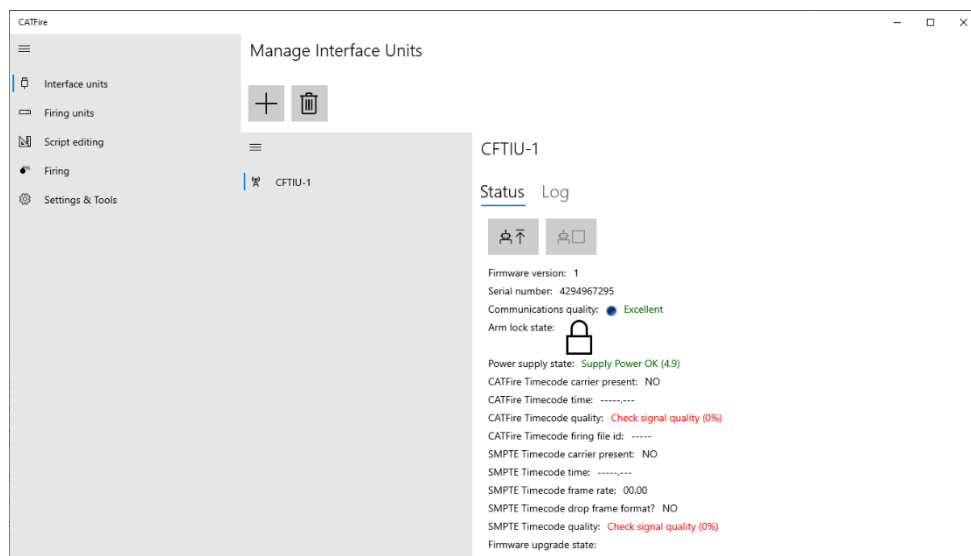 CATFire
Manage Interface Units
Interface units
Firing units
Script editing
Firing
Settings & Tools
CFTIU-1
CFTIU-1
Status Log
Firmware version: 1
Serial number: 4294967295
Communications quality: Excellent
Arm lock state:
Power supply state: Supply Power OK (4.9)
CATFire Timecode carrier present: NO
CATFire Timecode time: -----.---
CATFire Timecode quality: Check signal quality (0%)
CATFire Timecode firing file id: -----
SMPTE Timecode carrier present: NO
SMPTE Timecode time: -----.---
SMPTE Timecode frame rate: 00.00
SMPTE Timecode drop frame format? NO
SMPTE Timecode quality: Check signal quality (0%)
Firmware upgrade state: